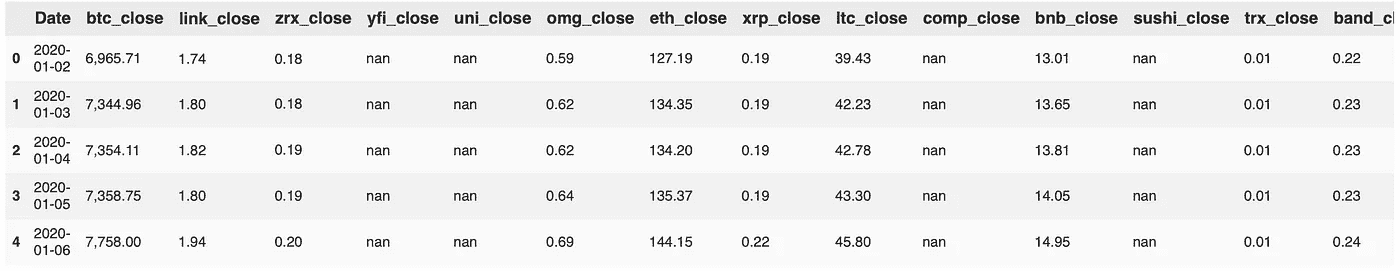 Date btc_close link_close zrx_close yfi_close uni_close omg_close eth_close xrp_close ltc_close comp_close bnb_close sushi_close trx_close band_cl
0 2020-01-02 6,965.71 1.74 0.18 nan nan 0.59 127.19 0.19 39.43 nan 13.01 nan 0.01 0.22
1 2020-01-03 7,344.96 1.80 0.18 nan nan 0.62 134.35 0.19 42.23 nan 13.65 nan 0.01 0.23
2 2020-01-04 7,354.11 1.82 0.19 nan nan 0.62 134.20 0.19 42.78 nan 13.81 nan 0.01 0.23
3 2020-01-05 7,358.75 1.80 0.19 nan nan 0.64 135.37 0.19 43.30 nan 14.05 nan 0.01 0.23
4 2020-01-06 7,758.00 1.94 0.20 nan nan 0.69 144.15 0.22 45.80 nan 14.95 nan 0.01 0.24